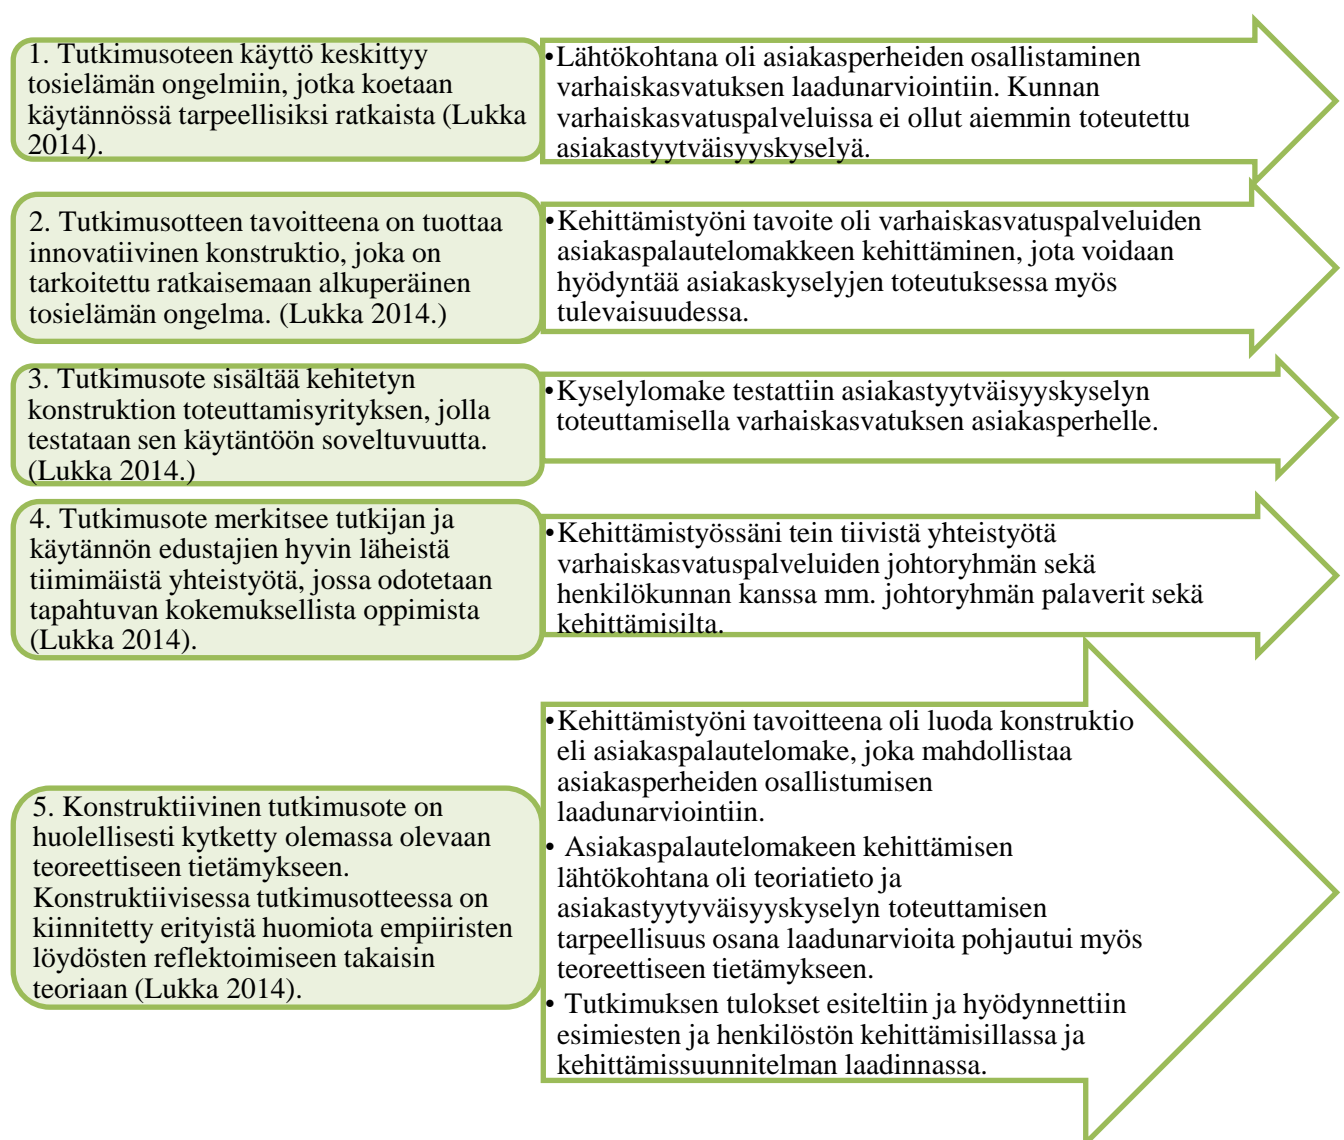 1. Tutkimusoteen käyttö keskittyy
tosielämän ongelmiin, jotka koetaan
käytännössä tarpeellisiksi ratkaista (Lukka
2014).
•Lähtökohtana oli asiakasperheiden osallistaminen
varhaiskasvatuksen laadunarviointiin. Kunnan
varhaiskasvatuspalveluissa ei ollut aiemmin toteutettu
asiakastyytväisyyskyselyä.
2. Tutkimusotteen tavoitteena on tuottaa
innovatiivinen konstruktio, joka on
tarkoitettu ratkaisemaan alkuperäinen
tosielämän ongelma. (Lukka 2014.)
•Kehittämistyöni tavoite oli varhaiskasvatuspalveluiden
asiakaspalautelomakkeen kehittäminen, jota voidaan
hyödyntää asiakaskyselyjen toteutuksessa myös
tulevaisuudessa.
3. Tutkimusote sisältää kehitetyn
konstruktion toteuttamisyrityksen, jolla
testataan sen käytäntöön soveltuvuutta.
(Lukka 2014.)
•Kyselylomake testattiin asiakastyytväisyyskyselyn
toteuttamisella varhaiskasvatuksen asiakasperhelle.
4. Tutkimusote merkitsee tutkijan ja
käytännön edustajien hyvin läheistä
tiimimäistä yhteistyötä, jossa odotetaan
tapahtuvan kokemuksellista oppimista
(Lukka 2014).
•Kehittämistyössäni tein tiivistä yhteistyötä
varhaiskasvatuspalveluiden johtoryhmän sekä
henkilökunnan kanssa mm. johtoryhmän palaverit sekä
kehittämisilta.
5. Konstruktiivinen tutkimusote on
huolellisesti kytketty olemassa olevaan
teoreettiseen tietämykseen.
Konstruktiivisessa tutkimusotteessa on
kiinnitetty erityistä huomiota empiiristen
löydösten reflektoimiseen takaisin
teoriaan (Lukka 2014).
•Kehittämistyöni tavoitteena oli luoda konstruktio
eli asiakaspalautelomake, joka mahdollistaa
asiakasperheiden osallistumisen
laadunarviointiin.
• Asiakaspalautelomakeen kehittämisen
lähtökohtana oli teoriatieto ja
asiakastyytyväisyyskyselyn toteuttamisen
tarpeellisuus osana laadunarvioita pohjautui myös
teoreettiseen tietämykseen.
• Tutkimuksen tulokset esiteltiin ja hyödynnettiin
esimiesten ja henkilöstön kehittämisillassa ja
kehittämissuunnitelman laadinnassa.